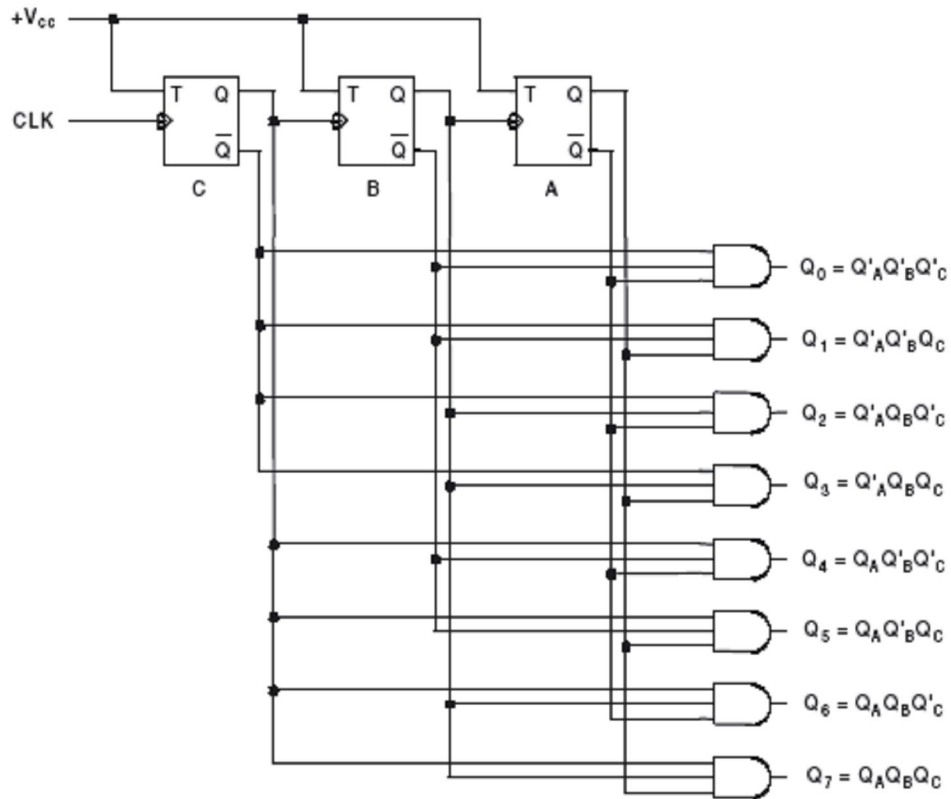 +Vcc
T Q T Q T Q
CLK
Q̅ Q̅ Q̅
C B A
Q0 = Q'AQ'BQ'C
Q1 = Q'AQ'BQC
Q2 = Q'AQBQ'C
Q3 = Q'AQBQC
Q4 = QAQ'BQ'C
Q5 = QAQ'BQC
Q6 = QAQBQ'C
Q7 = QAQBQC